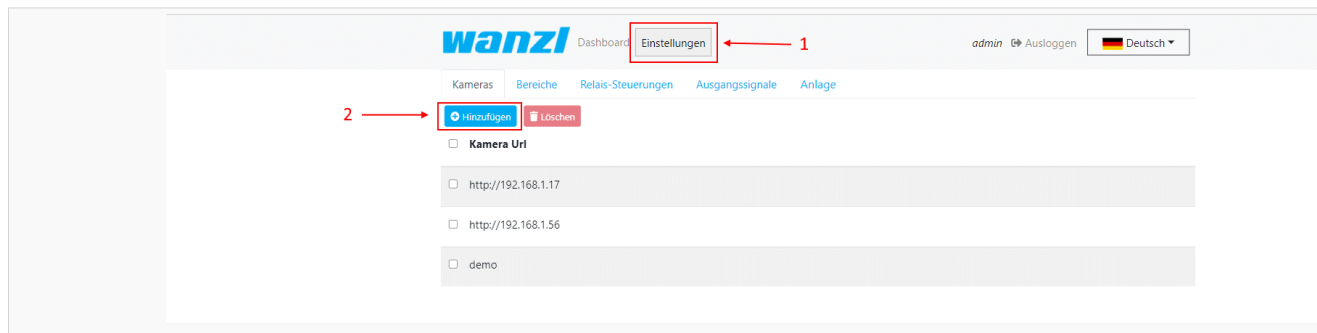 wanzl Dashboard Einstellungen 1 admin Ausloggen Deutsch
Kameras Bereiche Relais-Steuerungen Ausgangssignale Anlage
2 Hinzufügen Löschen
Kamera Url
http://192.168.1.17
http://192.168.1.56
demo